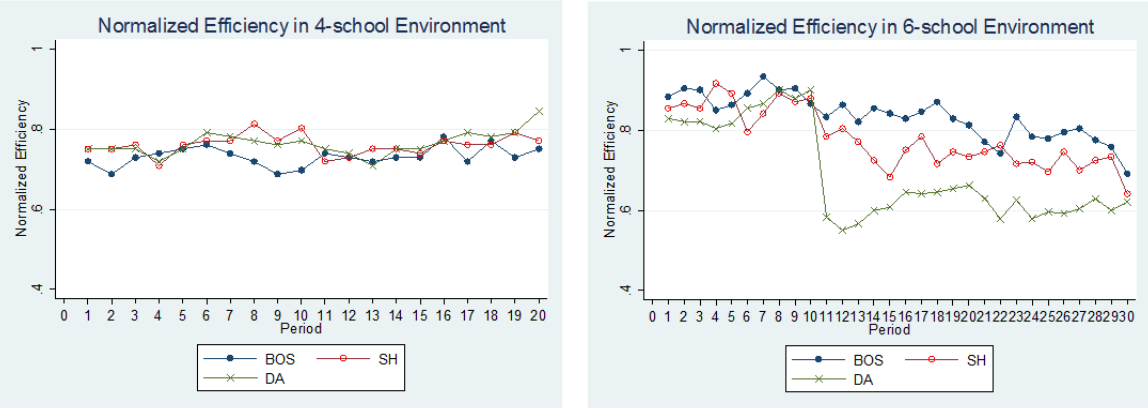 Normalized Efficiency in 4-school Environment
Normalized Efficiency
1
.8
.6
.4
0 1 2 3 4 5 6 7 8 9 10 11 12 13 14 15 16 17 18 19 20
Period
BOS SH
DA
Normalized Efficiency in 6-school Environment
Normalized Efficiency
1
.8
.6
.4
0 1 2 3 4 5 6 7 8 9 10 11 12 13 14 15 16 17 18 19 20 21 22 23 24 25 26 27 28 29 30
Period
BOS SH
DA